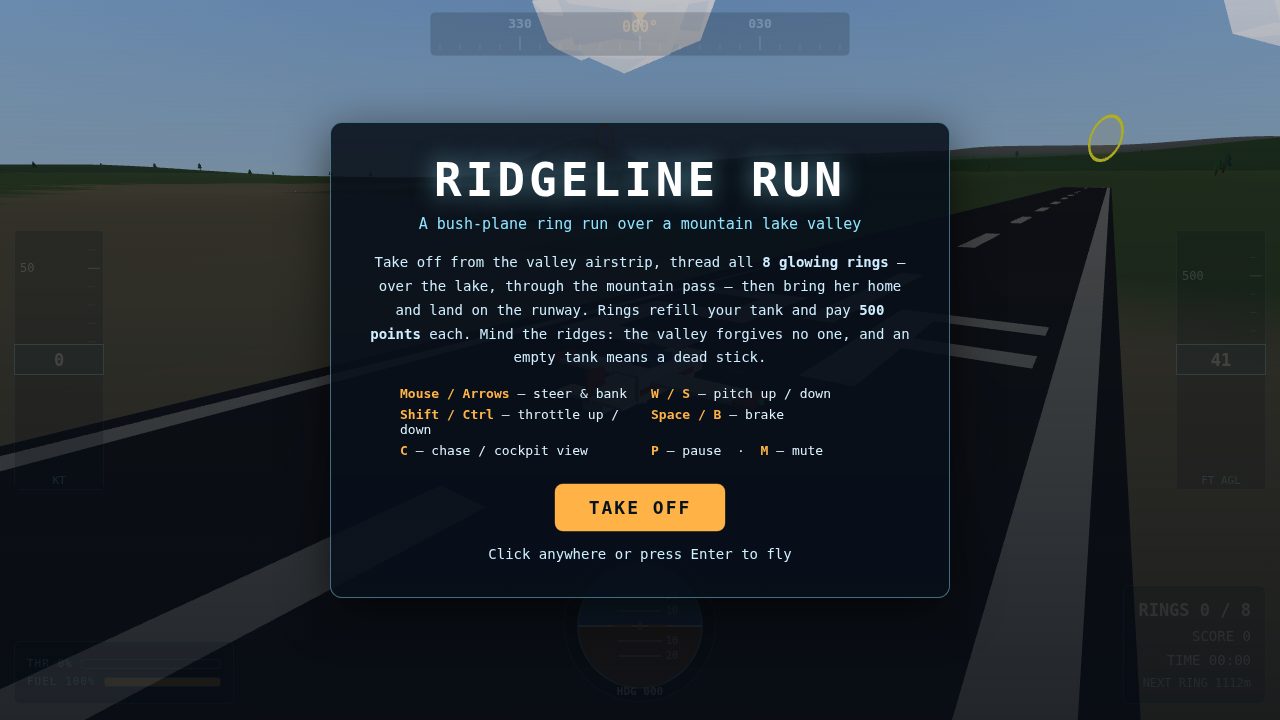 330 000° 030
RIDGELINE RUN
A bush-plane ring run over a mountain lake valley
Take off from the valley airstrip, thread all 8 glowing rings —
over the lake, through the mountain pass — then bring her home
and land on the runway. Rings refill your tank and pay 500
points each. Mind the ridges: the valley forgives no one, and an
empty tank means a dead stick.
Mouse / Arrows — steer & bank
W / S — pitch up / down
Shift / Ctrl — throttle up /
down
Space / B — brake
C — chase / cockpit view
P — pause · M — mute
TAKE OFF
Click anywhere or press Enter to fly
50
0
KT
500
41
FT AGL
THR 0%
FUEL 100%
10
10
20
HDG 000
RINGS 0 / 8
SCORE 0
TIME 00:00
NEXT RING 1112m